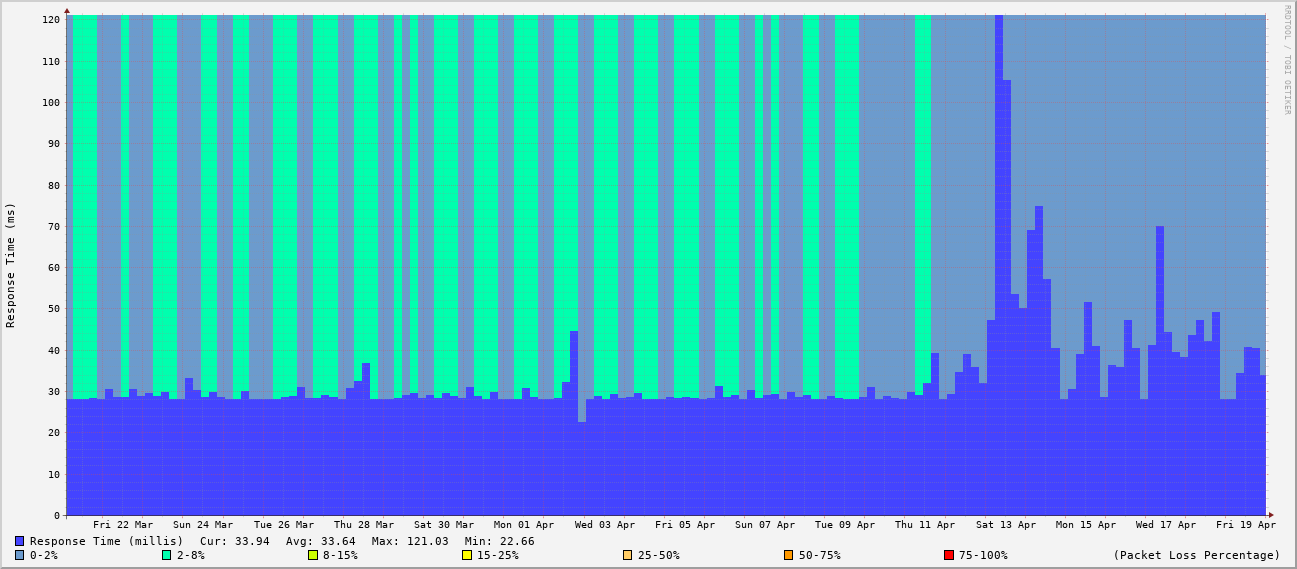 RRDTOOL / TOBI OETIKER
Response Time (ms)
120
110
100
90
80
70
60
50
40
30
20
10
0
Fri 22 Mar Sun 24 Mar Tue 26 Mar Thu 28 Mar Sat 30 Mar Mon 01 Apr Wed 03 Apr Fri 05 Apr Sun 07 Apr Tue 09 Apr Thu 11 Apr Sat 13 Apr Mon 15 Apr Wed 17 Apr Fri 19 Apr
Response Time (millis) Cur: 33.94 Avg: 33.64 Max: 121.03 Min: 22.66
0-2% 2-8% 8-15% 15-25% 25-50% 50-75% 75-100% (Packet Loss Percentage)